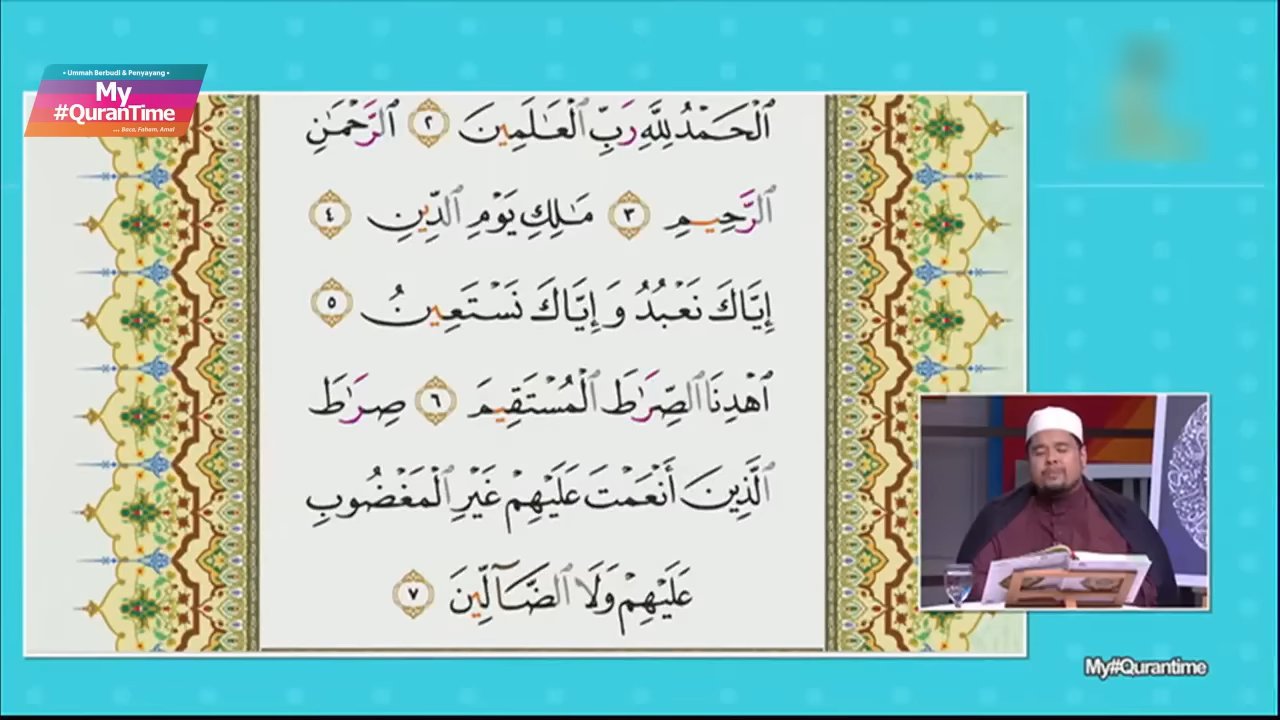 • Ummah Berbudi & Penyayang •
My
#QuranTime
... Baca, Faham, Amal
ٱلْحَمْدُ لِلَّهِ رَبِّ ٱلْعَـٰلَمِينَ ٢ ٱلرَّحْمَـٰنِ
ٱلرَّحِيمِ ٣ مَـٰلِكِ يَوْمِ ٱلدِّينِ ٤
إِيَّاكَ نَعْبُدُ وَإِيَّاكَ نَسْتَعِينُ ٥
ٱهْدِنَا ٱلصِّرَٰطَ ٱلْمُسْتَقِيمَ ٦ صِرَٰطَ
ٱلَّذِينَ أَنْعَمْتَ عَلَيْهِمْ غَيْرِ ٱلْمَغْضُوبِ
عَلَيْهِمْ وَلَا ٱلضَّآلِّينَ ٧
My#Qurantime